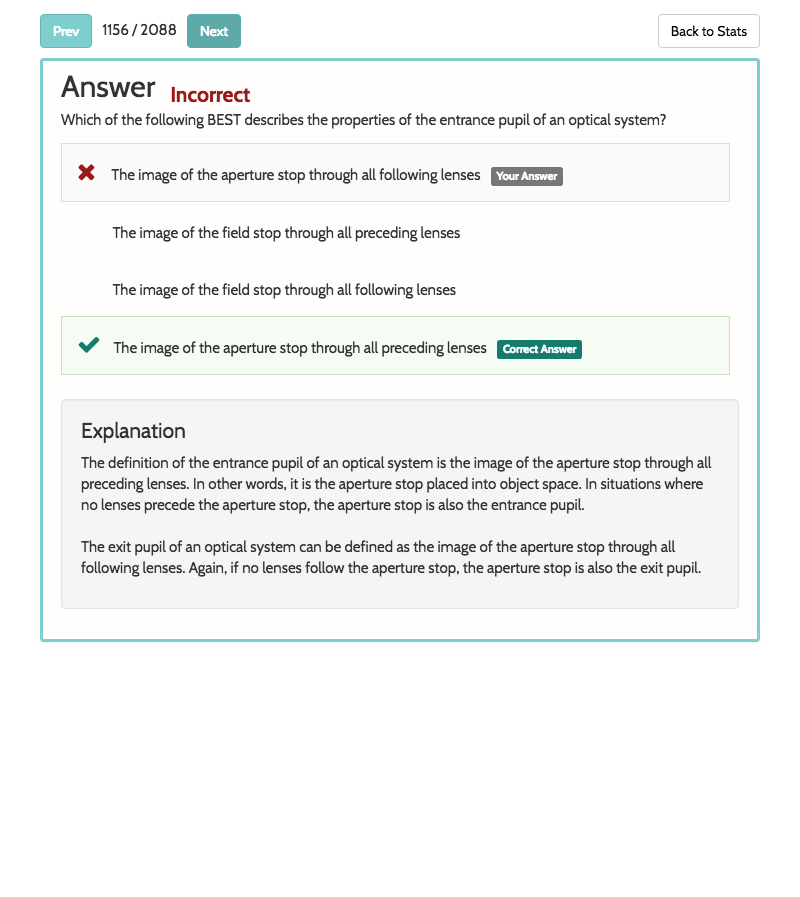 Prev 1156 / 2088 Next Back to Stats
Answer Incorrect
Which of the following BEST describes the properties of the entrance pupil of an optical system?
The image of the aperture stop through all following lenses Your Answer
The image of the field stop through all preceding lenses
The image of the field stop through all following lenses
The image of the aperture stop through all preceding lenses Correct Answer
Explanation
The definition of the entrance pupil of an optical system is the image of the aperture stop through all
preceding lenses. In other words, it is the aperture stop placed into object space. In situations where
no lenses precede the aperture stop, the aperture stop is also the entrance pupil.
The exit pupil of an optical system can be defined as the image of the aperture stop through all
following lenses. Again, if no lenses follow the aperture stop, the aperture stop is also the exit pupil.